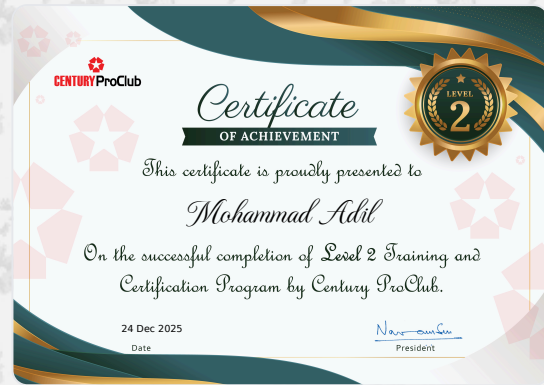 CENTURY ProClub
Certificate
OF ACHIEVEMENT
LEVEL
2
This certificate is proudly presented to
Mohammad Adil
On the successful completion of Level 2 Training and
Certification Program by Century ProClub.
24 Dec 2025
Date
President